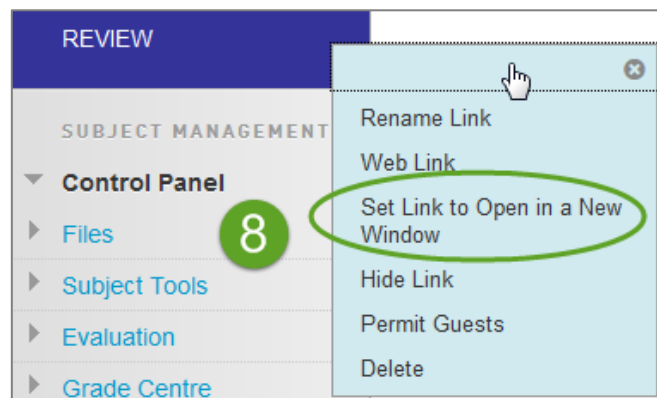 REVIEW
SUBJECT MANAGEMENT
Control Panel
Files
Subject Tools
Evaluation
Grade Centre
8
Rename Link
Web Link
Set Link to Open in a New
Window
Hide Link
Permit Guests
Delete